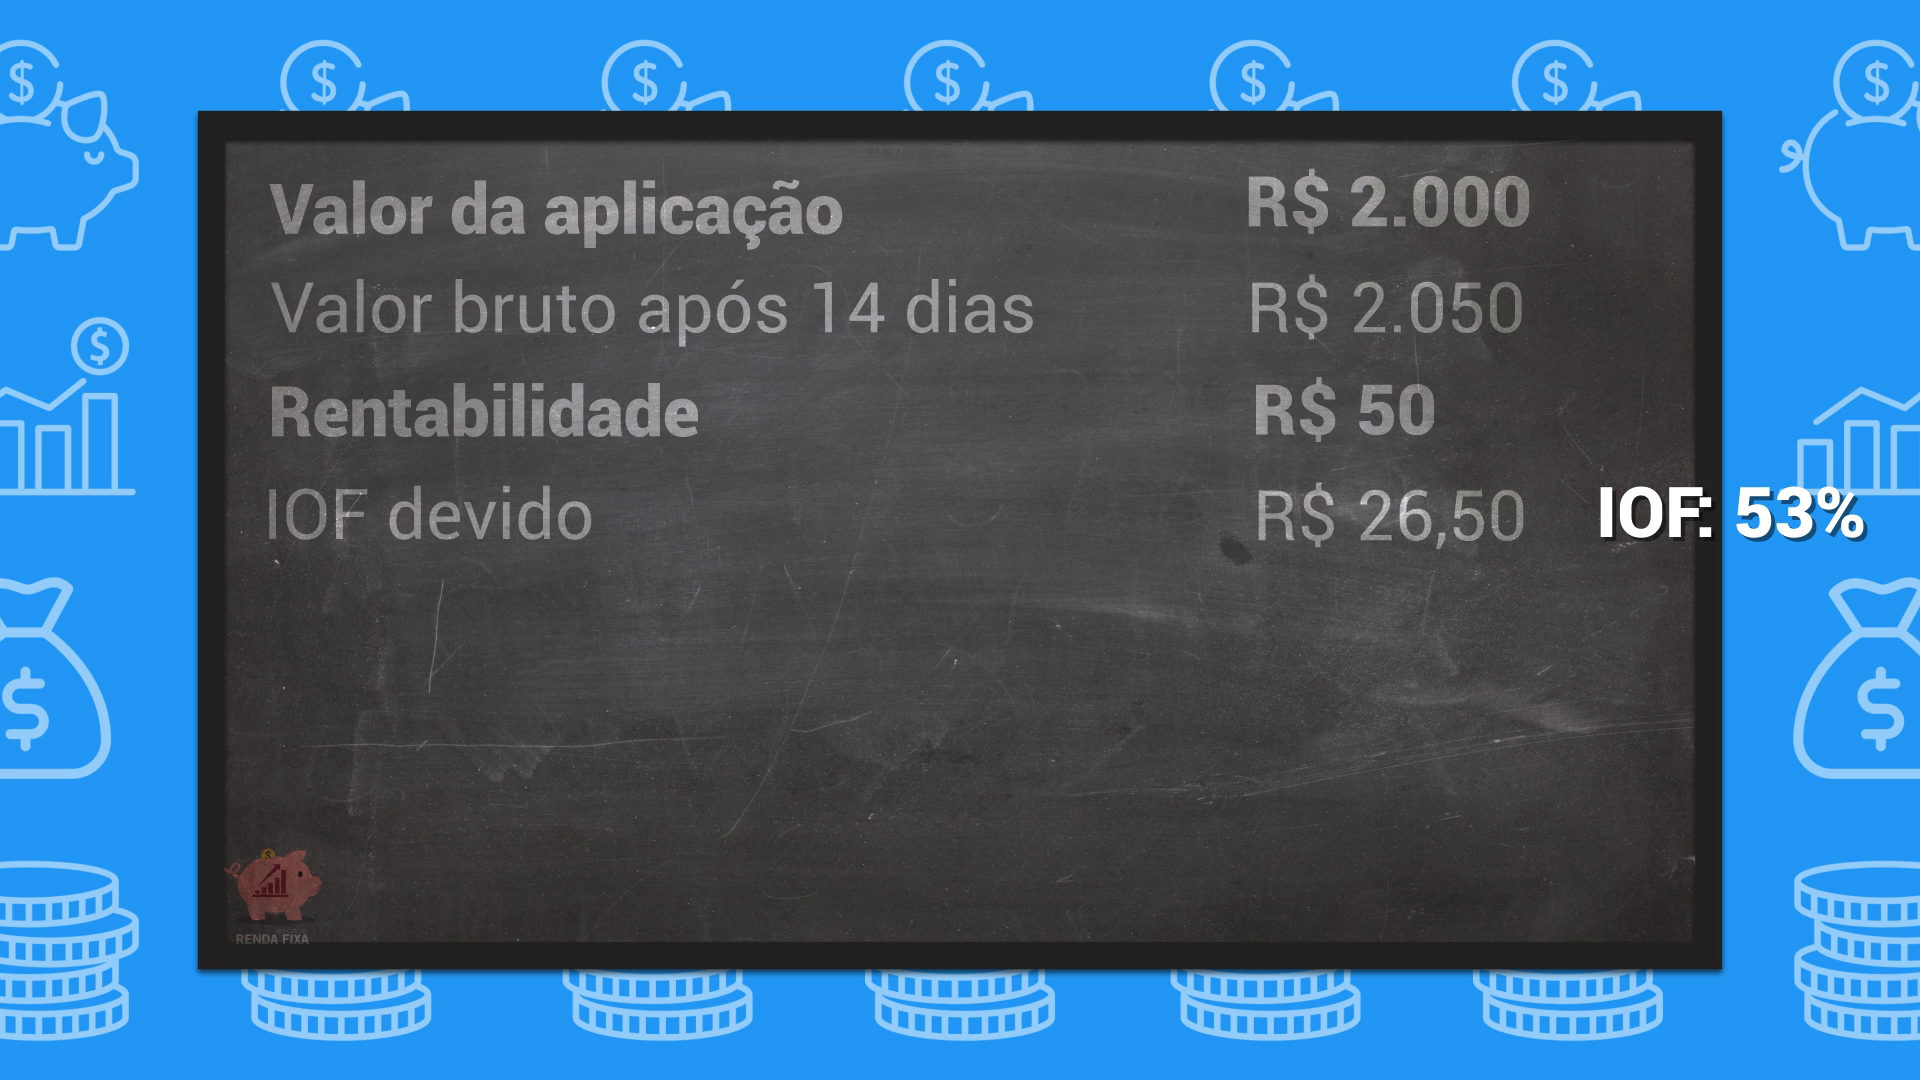 Valor da aplicação R$ 2.000
Valor bruto após 14 dias R$ 2.050
Rentabilidade R$ 50
IOF devido R$ 26,50 IOF: 53%
RENDA FIXA